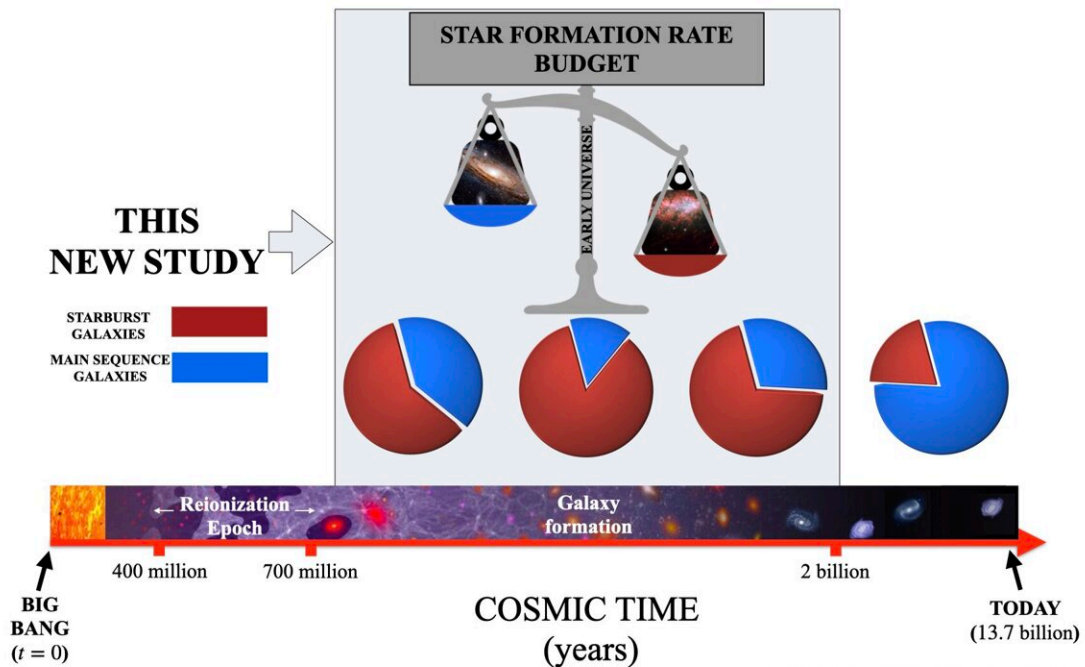 STAR FORMATION RATE
BUDGET
EARLY UNIVERSE
THIS
NEW STUDY
STARBURST
GALAXIES
MAIN SEQUENCE
GALAXIES
← Reionization →
Epoch
Galaxy
formation
400 million
700 million
2 billion
BIG
BANG
(t = 0)
COSMIC TIME
(years)
TODAY
(13.7 billion)